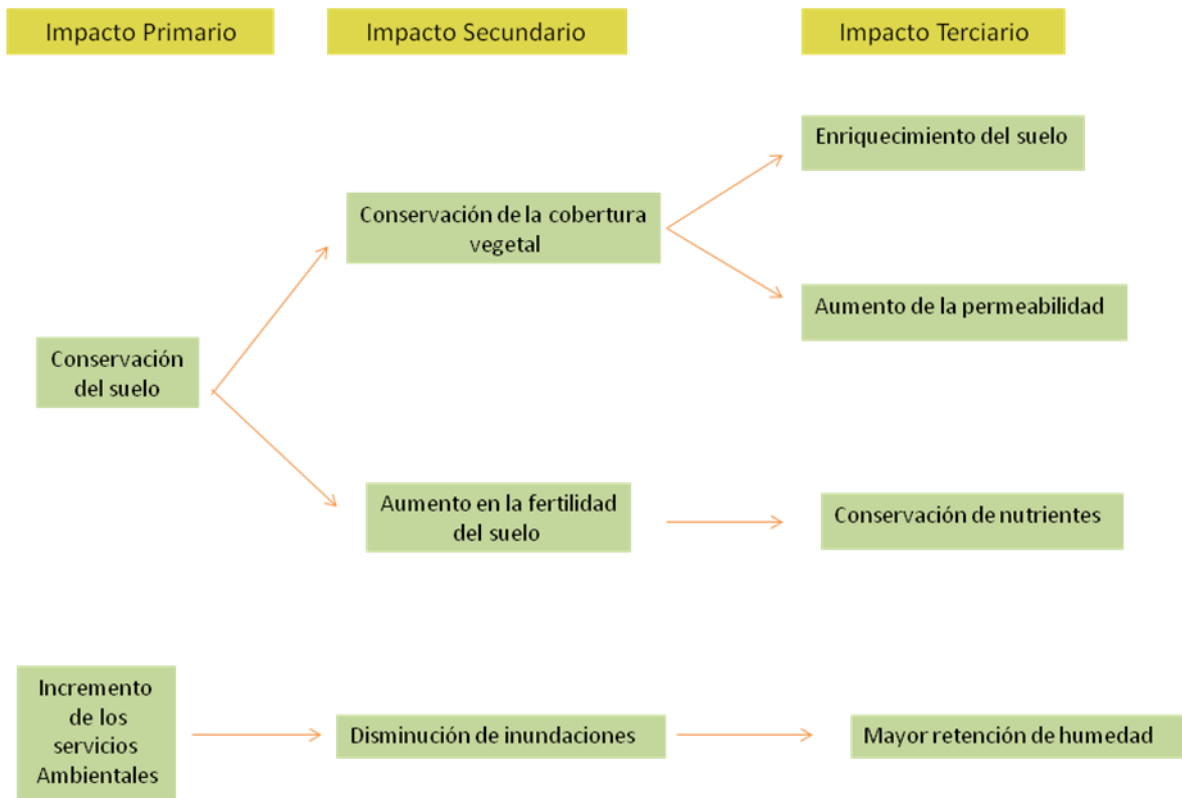 Impacto Primario
Impacto Secundario
Impacto Terciario
Enriquecimiento del suelo
Conservación de la cobertura
vegetal
Aumento de la permeabilidad
Conservación
del suelo
Aumento en la fertilidad
del suelo
Conservación de nutrientes
Incremento
de los
servicios
Ambientales
Disminución de inundaciones
Mayor retención de humedad